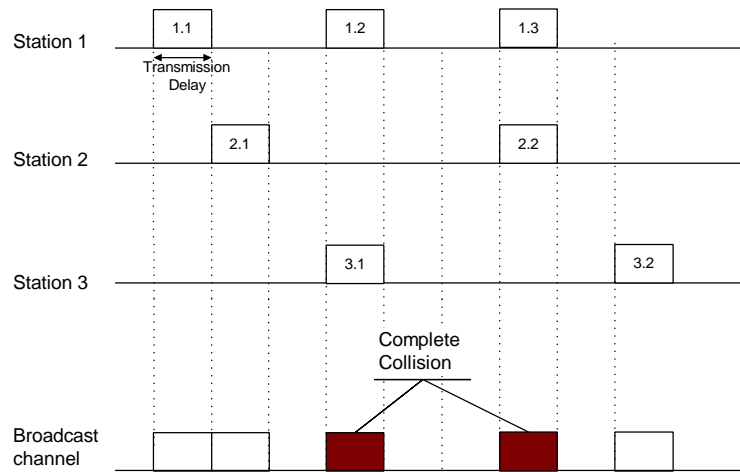 Station 1
1.1
1.2
1.3
Transmission
Delay
Station 2
2.1
2.2
Station 3
3.1
3.2
Complete
Collision
Broadcast
channel